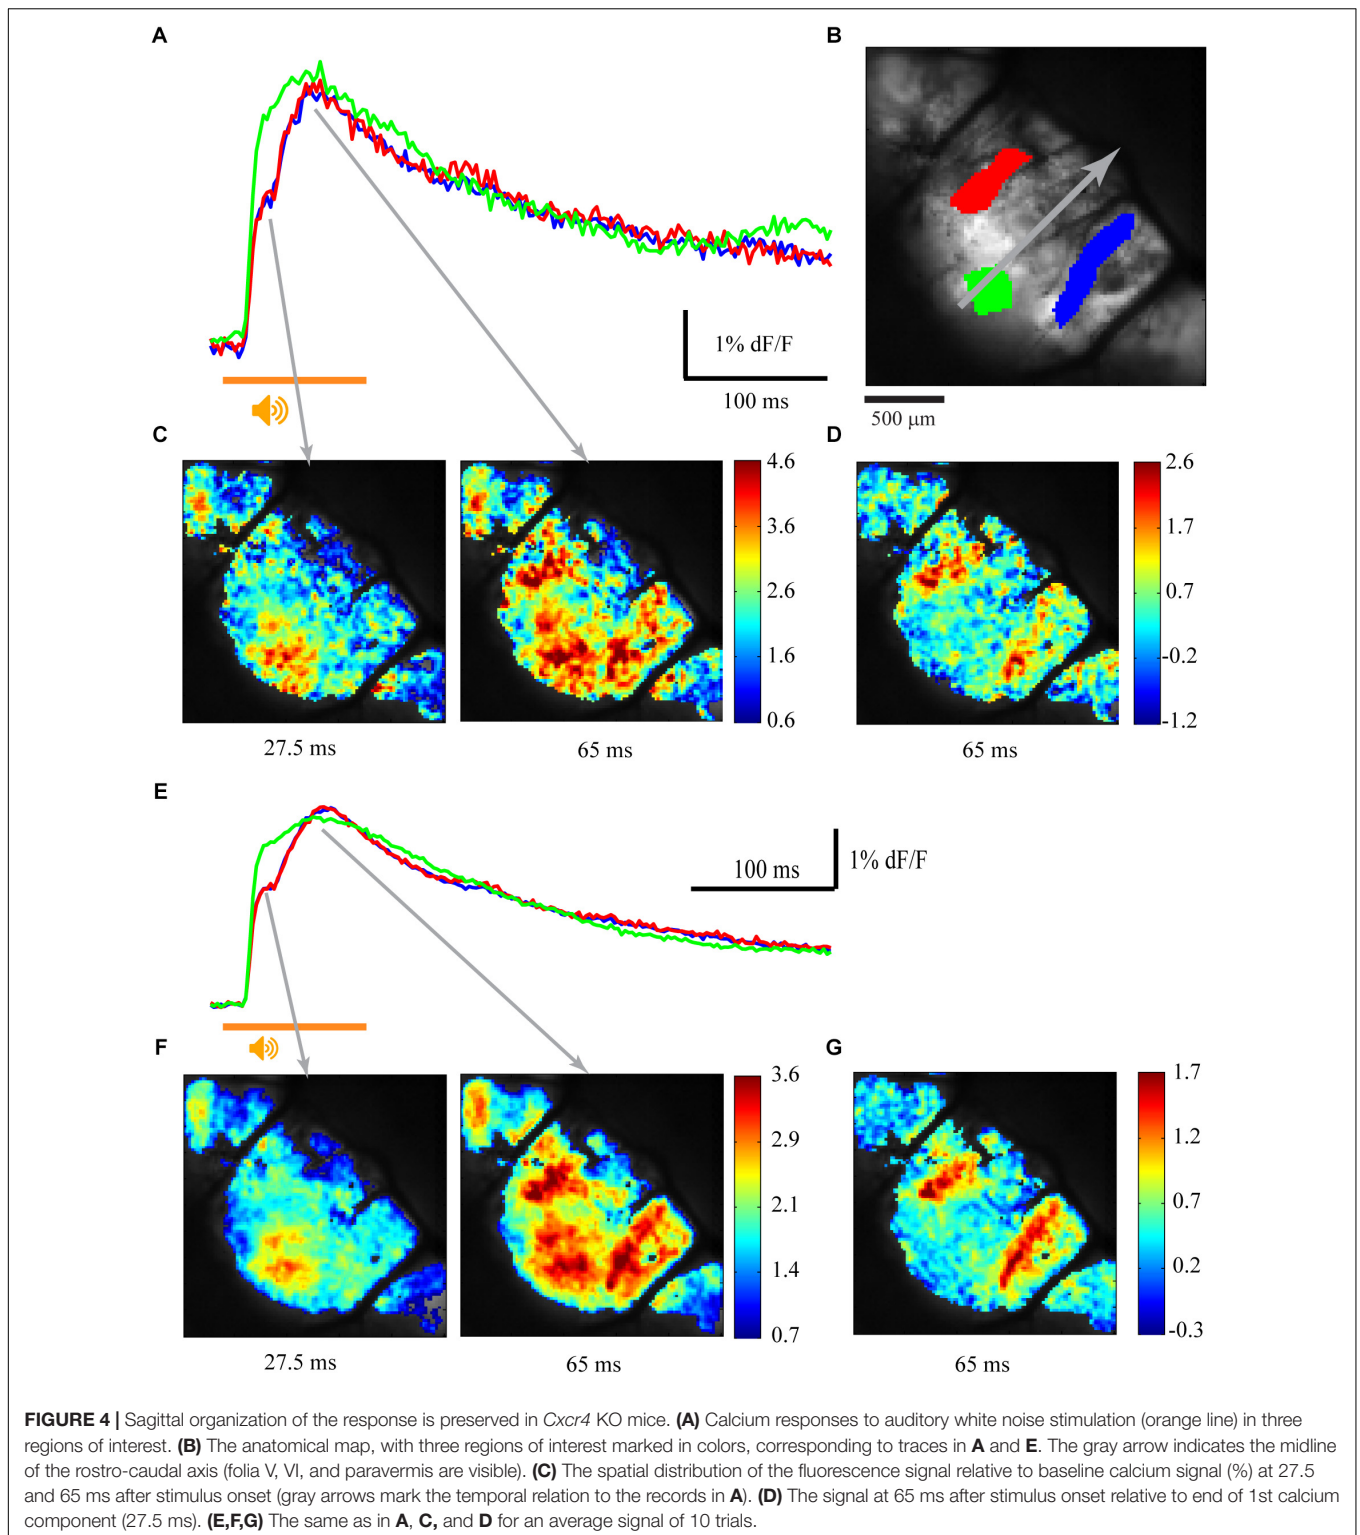 A
B
1% dF/F
100 ms
500 μm
C
D
4.6
3.6
2.6
1.6
0.6
2.6
1.7
0.7
-0.2
-1.2
27.5 ms
65 ms
65 ms
E
100 ms
1% dF/F
F
G
3.6
2.9
2.1
1.4
0.7
1.7
1.2
0.7
0.2
-0.3
27.5 ms
65 ms
65 ms
FIGURE 4 | Sagittal organization of the response is preserved in Cxcr4 KO mice. (A) Calcium responses to auditory white noise stimulation (orange line) in three
regions of interest. (B) The anatomical map, with three regions of interest marked in colors, corresponding to traces in A and E. The gray arrow indicates the midline
of the rostro-caudal axis (folia V, VI, and paravermis are visible). (C) The spatial distribution of the fluorescence signal relative to baseline calcium signal (%) at 27.5
and 65 ms after stimulus onset (gray arrows mark the temporal relation to the records in A). (D) The signal at 65 ms after stimulus onset relative to end of 1st calcium
component (27.5 ms). (E,F,G) The same as in A, C, and D for an average signal of 10 trials.